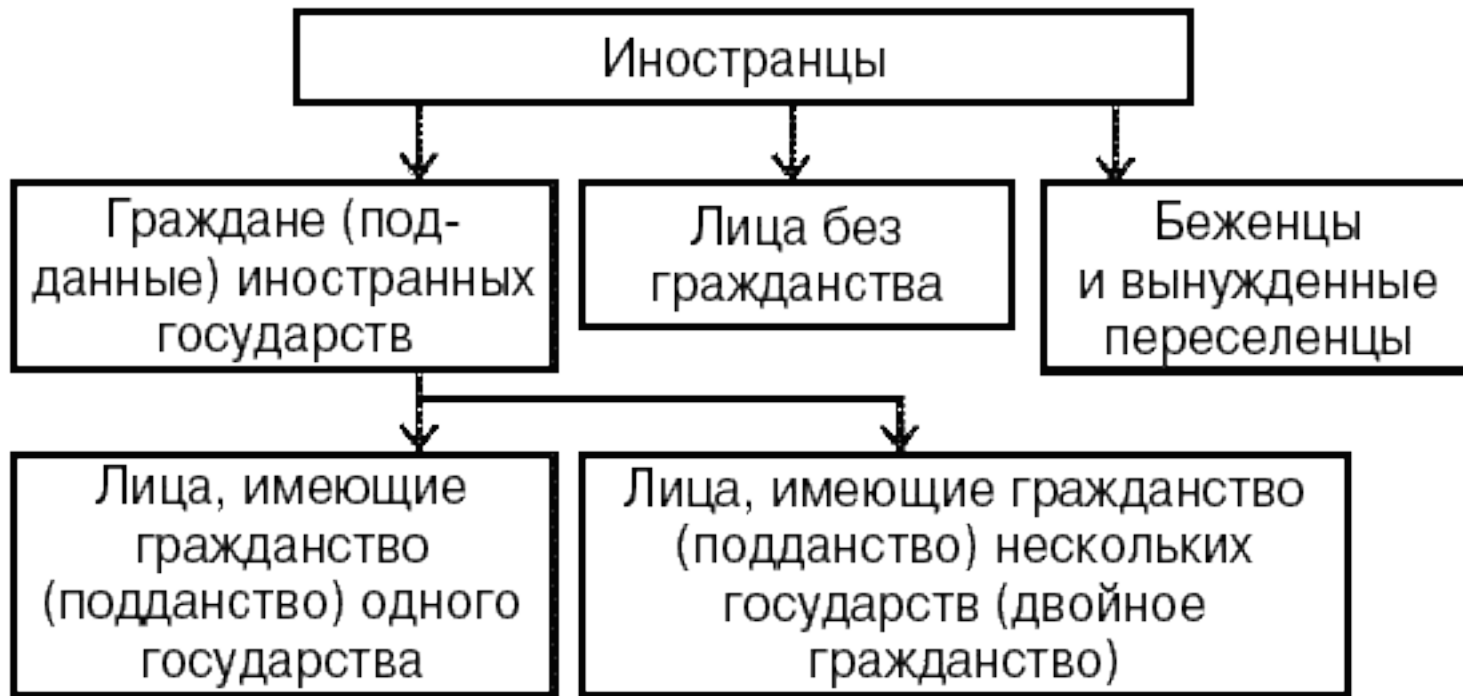 Иностранцы
Граждане (под-
данные) иностранных
государств
Лица без
гражданства
Беженцы
и вынужденные
переселенцы
Лица, имеющие
гражданство
(подданство) одного
государства
Лица, имеющие гражданство
(подданство) нескольких
государств (двойное
гражданство)